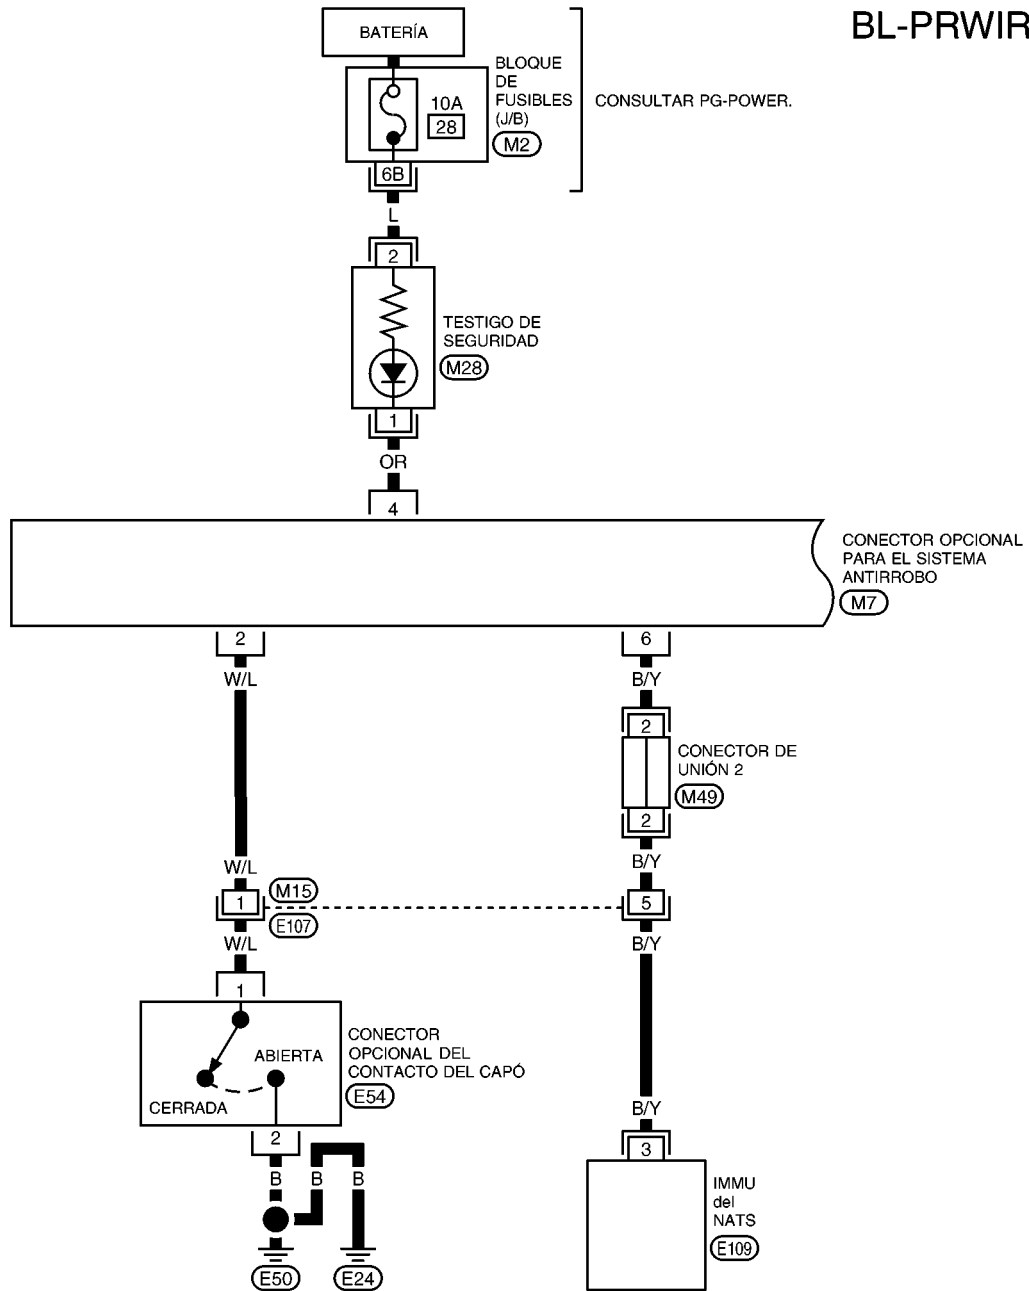 BL-PRWIR
BATERÍA
BLOQUE
DE
FUSIBLES
(J/B)
M2
10A
28
CONSULTAR PG-POWER.
6B
L
2
TESTIGO DE
SEGURIDAD
M28
1
OR
4
CONECTOR OPCIONAL
PARA EL SISTEMA
ANTIRROBO
M7
2
6
W/L
B/Y
2
CONECTOR DE
UNIÓN 2
M49
2
W/L
B/Y
1
M15
E107
5
W/L
B/Y
1
CONECTOR
OPCIONAL DEL
CONTACTO DEL CAPÓ
E54
ABIERTA
CERRADA
B/Y
2
3
B
B
B
IMMU
del
NATS
E109
E50
E24